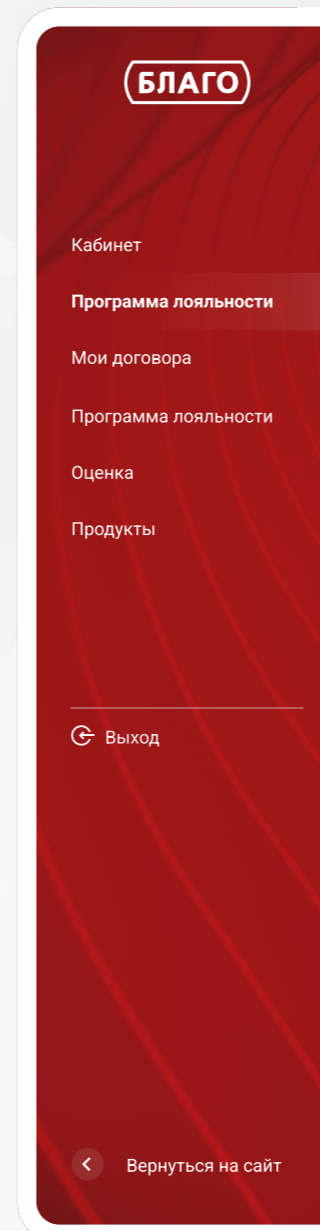 БЛАГО
Кабинет
Программа лояльности
Мои договора
Программа лояльности
Оценка
Продукты
Выход
Вернуться на сайт